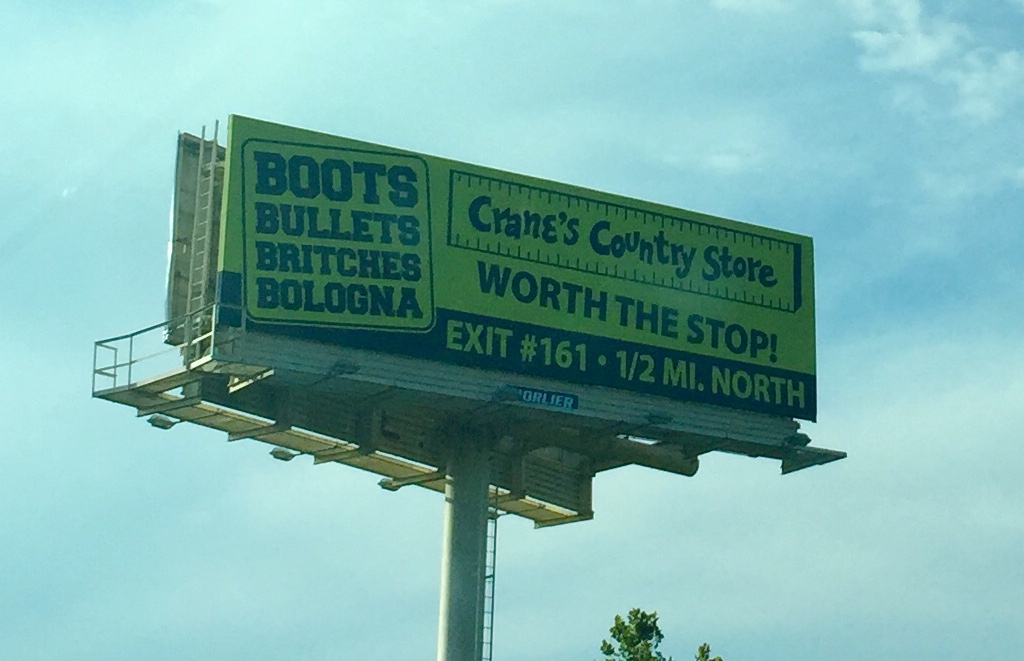 BOOTS
BULLETS
BRITCHES
BOLOGNA
Crane's Country Store
WORTH THE STOP!
EXIT #161 • 1/2 MI. NORTH